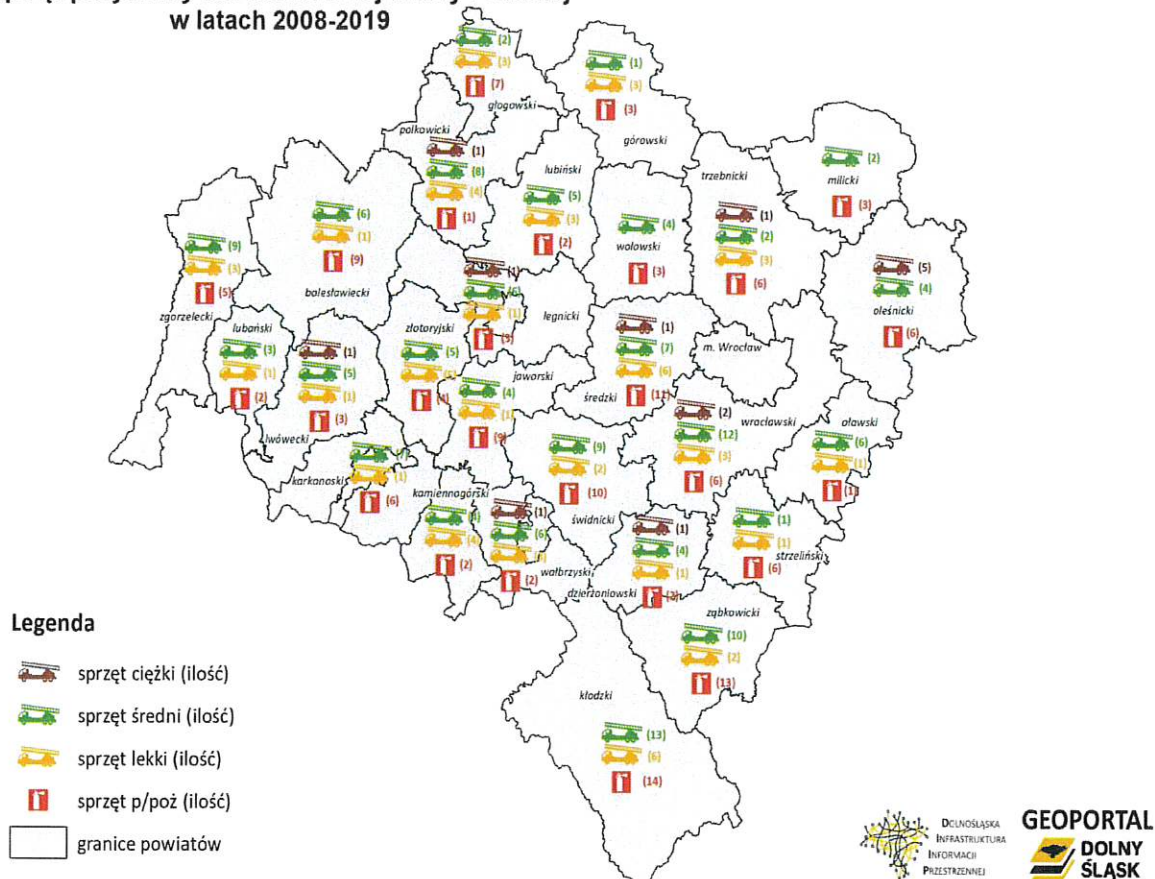 w latach 2008-2019
(2)
(3)
(7)
głogowski
(1)
(3)
(3)
górowski
polkowicki
(1)
(8)
(4)
(1)
lubiński
(5)
(3)
(2)
trzebnicki
(1)
(2)
(3)
(6)
(2)
milicki
(3)
(4)
wołowski
(3)
(6)
(1)
(9)
bolesławiecki
(9)
(3)
(5)
zgorzelecki
(5)
(4)
oleśnicki
(6)
(1)
(6)
(1)
legnicki
lubański
(3)
(1)
(2)
(1)
(5)
(1)
(3)
lwówecki
złotoryjski
(5)
jaworski
(4)
(1)
(9)
(1)
(7)
(6)
średzki
(11)
m. Wrocław
(2)
wrocławski
(12)
(3)
(6)
oławski
(6)
(1)
karkonoski
(1)
(6)
kamiennogórski
(4)
(2)
(9)
(2)
(10)
świdnicki
(1)
(6)
(2)
wałbrzyski
(1)
(4)
(1)
(2)
dzierżoniowski
(1)
(1)
strzeliński
(6)
ząbkowicki
(10)
(2)
(13)
kłodzki
(13)
(6)
(14)
Legenda
sprzęt ciężki (ilość)
sprzęt średni (ilość)
sprzęt lekki (ilość)
sprzęt p/poż (ilość)
granice powiatów
DOLNOŚLĄSKA
INFRASTRUKTURA
INFORMACJI
PRZESTRZENNEJ
GEOPORTAL
DOLNY
ŚLĄSK